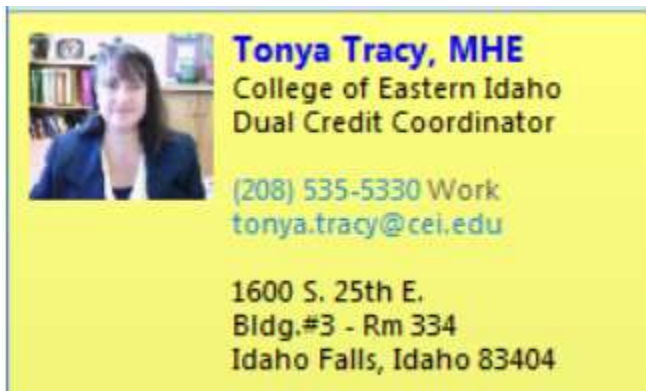 Tonya Tracy, MHE
College of Eastern Idaho
Dual Credit Coordinator
(208) 535-5330 Work
tonya.tracy@cei.edu
1600 S. 25th E.
Bldg.#3 - Rm 334
Idaho Falls, Idaho 83404